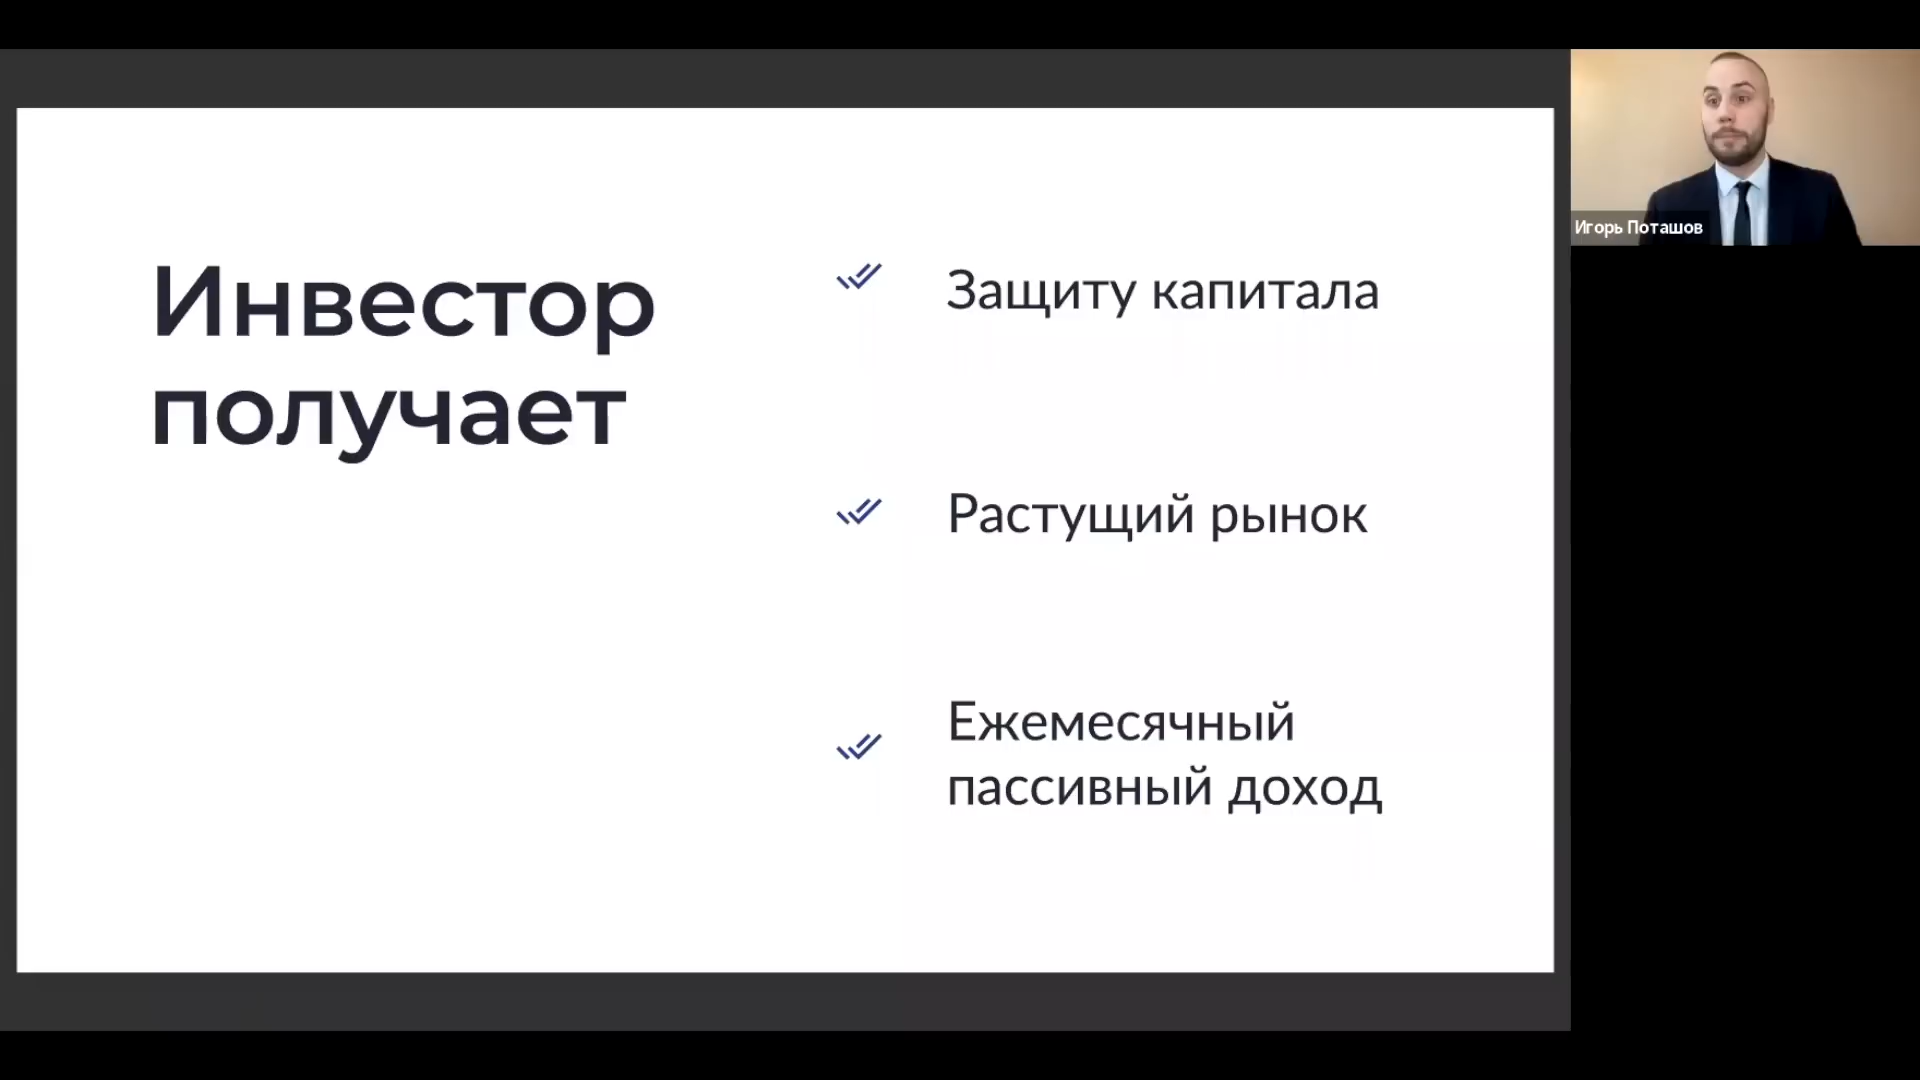 Инвестор
получает
Защиту капитала
Растущий рынок
Ежемесячный
пассивный доход
Игорь Поташов